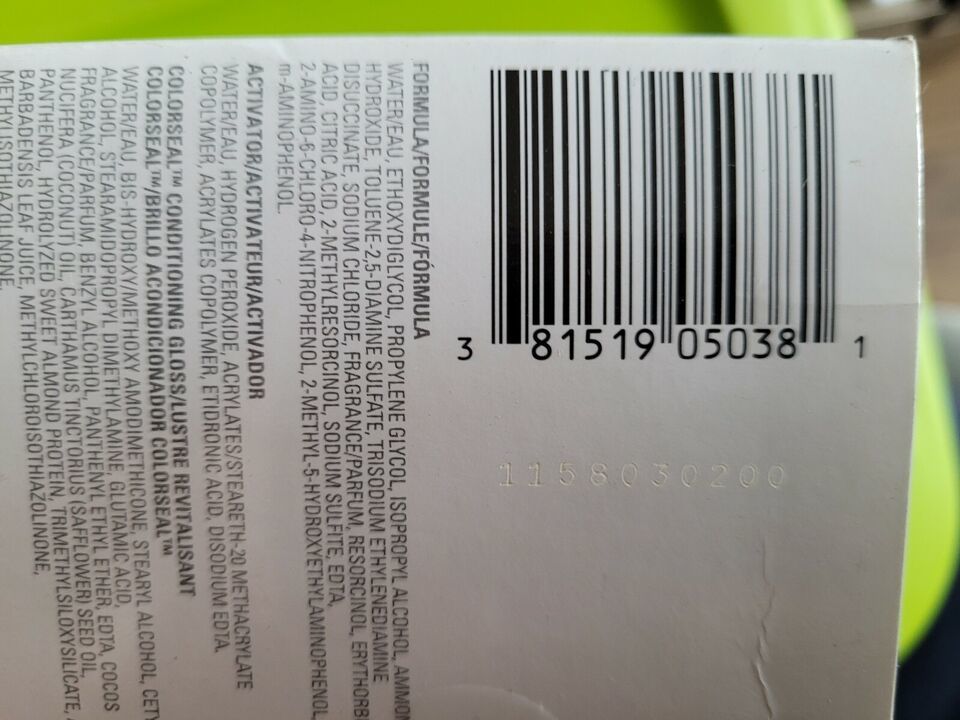 3 81519 05038 1
1158030200
FORMULA/FORMULE/FÓRMULA
WATER/EAU, ETHOXYDIGLYCOL, PROPYLENE GLYCOL, ISOPROPYL ALCOHOL,
HYDROXIDE, TOLUENE-2,5-DIAMINE SULFATE, TRISODIUM ETHYLENEDIAMINE
DISUCCINATE, SODIUM CHLORIDE, FRAGRANCE/PARFUM, RESORCINOL,
ACID, CITRIC ACID, 2-METHYLRESORCINOL, SODIUM SULFITE, EDTA,
2-AMINO-6-CHLORO-4-NITROPHENOL, 2-METHYL-5-HYDROXYETHYLAMINOPHENOL,
m-AMINOPHENOL.
ACTIVATOR/ACTIVATEUR/ACTIVADOR
WATER/EAU, HYDROGEN PEROXIDE, ACRYLATES/STEARETH-20 METHACRYLATE
COPOLYMER, ACRYLATES COPOLYMER, ETIDRONIC ACID, DISODIUM EDTA.
COLORSEAL™ CONDITIONING GLOSS/LUSTRE REVITALISANT
COLORSEAL™/BRILLO ACONDICIONADOR COLORSEAL™
WATER/EAU, BIS-HYDROXY/METHOXY AMODIMETHICONE, STEARYL ALCOHOL,
ALCOHOL, STEARAMIDOPROPYL DIMETHYLAMINE, GLUTAMIC ACID,
FRAGRANCE/PARFUM, BENZYL ALCOHOL, PANTHENYL ETHYL ETHER, EDTA, COCOS
NUCIFERA (COCONUT) OIL, CARTHAMUS TINCTORIUS (SAFFLOWER) SEED OIL,
PANTHENOL, HYDROLYZED SWEET ALMOND PROTEIN, TRIMETHYLSILOXYSILICATE,
BARBADENSIS LEAF JUICE, METHYLCHLOROISOTHIAZOLINONE,
METHYLISOTHIAZOLINONE.